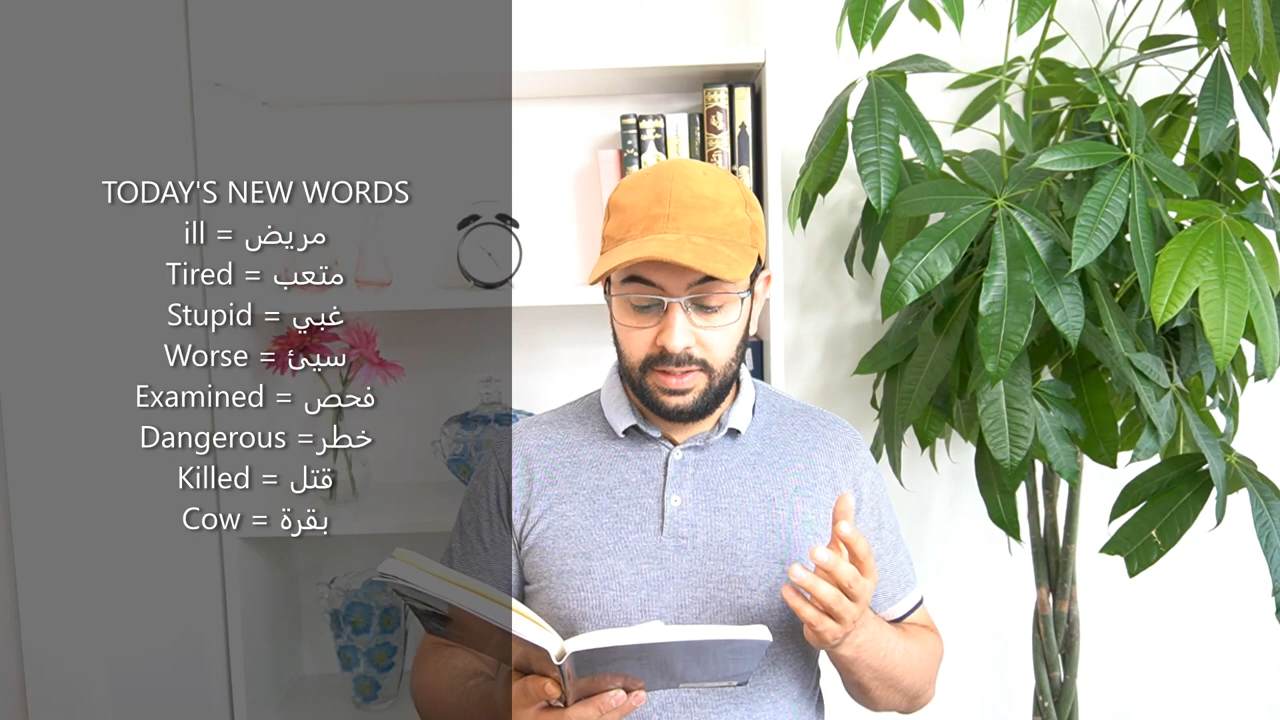 TODAY'S NEW WORDS
ill = مريض
Tired = متعب
Stupid = غبي
Worse = سيئ
Examined = فحص
Dangerous =خطر
Killed = قتل
Cow = بقرة